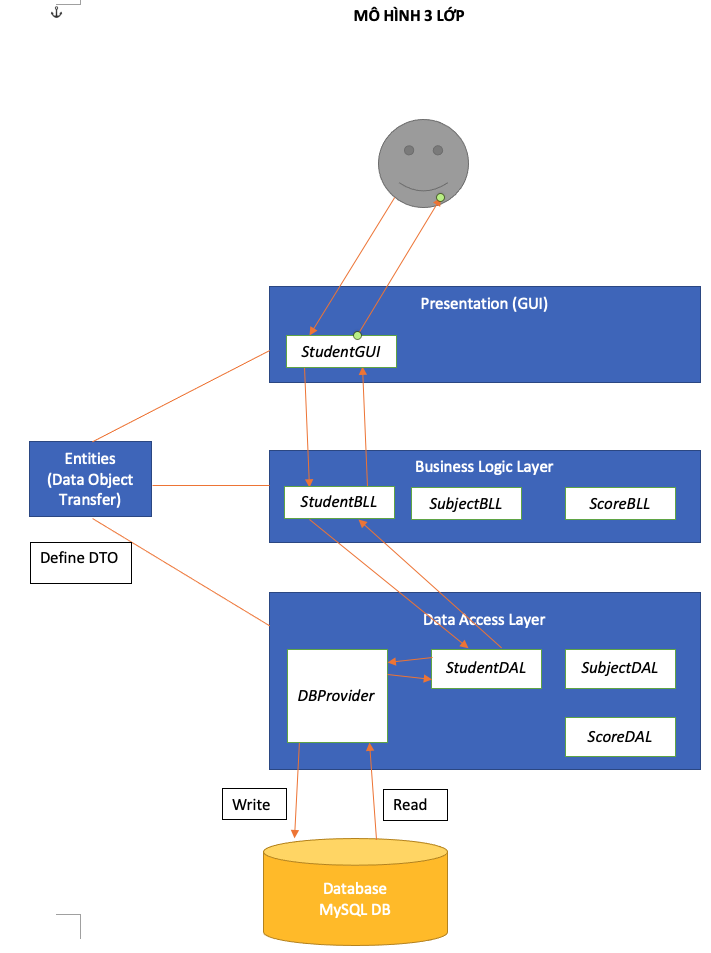 MÔ HÌNH 3 LỚP
Presentation (GUI)
StudentGUI
Entities
(Data Object
Transfer)
Define DTO
Business Logic Layer
StudentBLL
SubjectBLL
ScoreBLL
Data Access Layer
DBProvider
StudentDAL
SubjectDAL
ScoreDAL
Write
Read
Database
MySQL DB